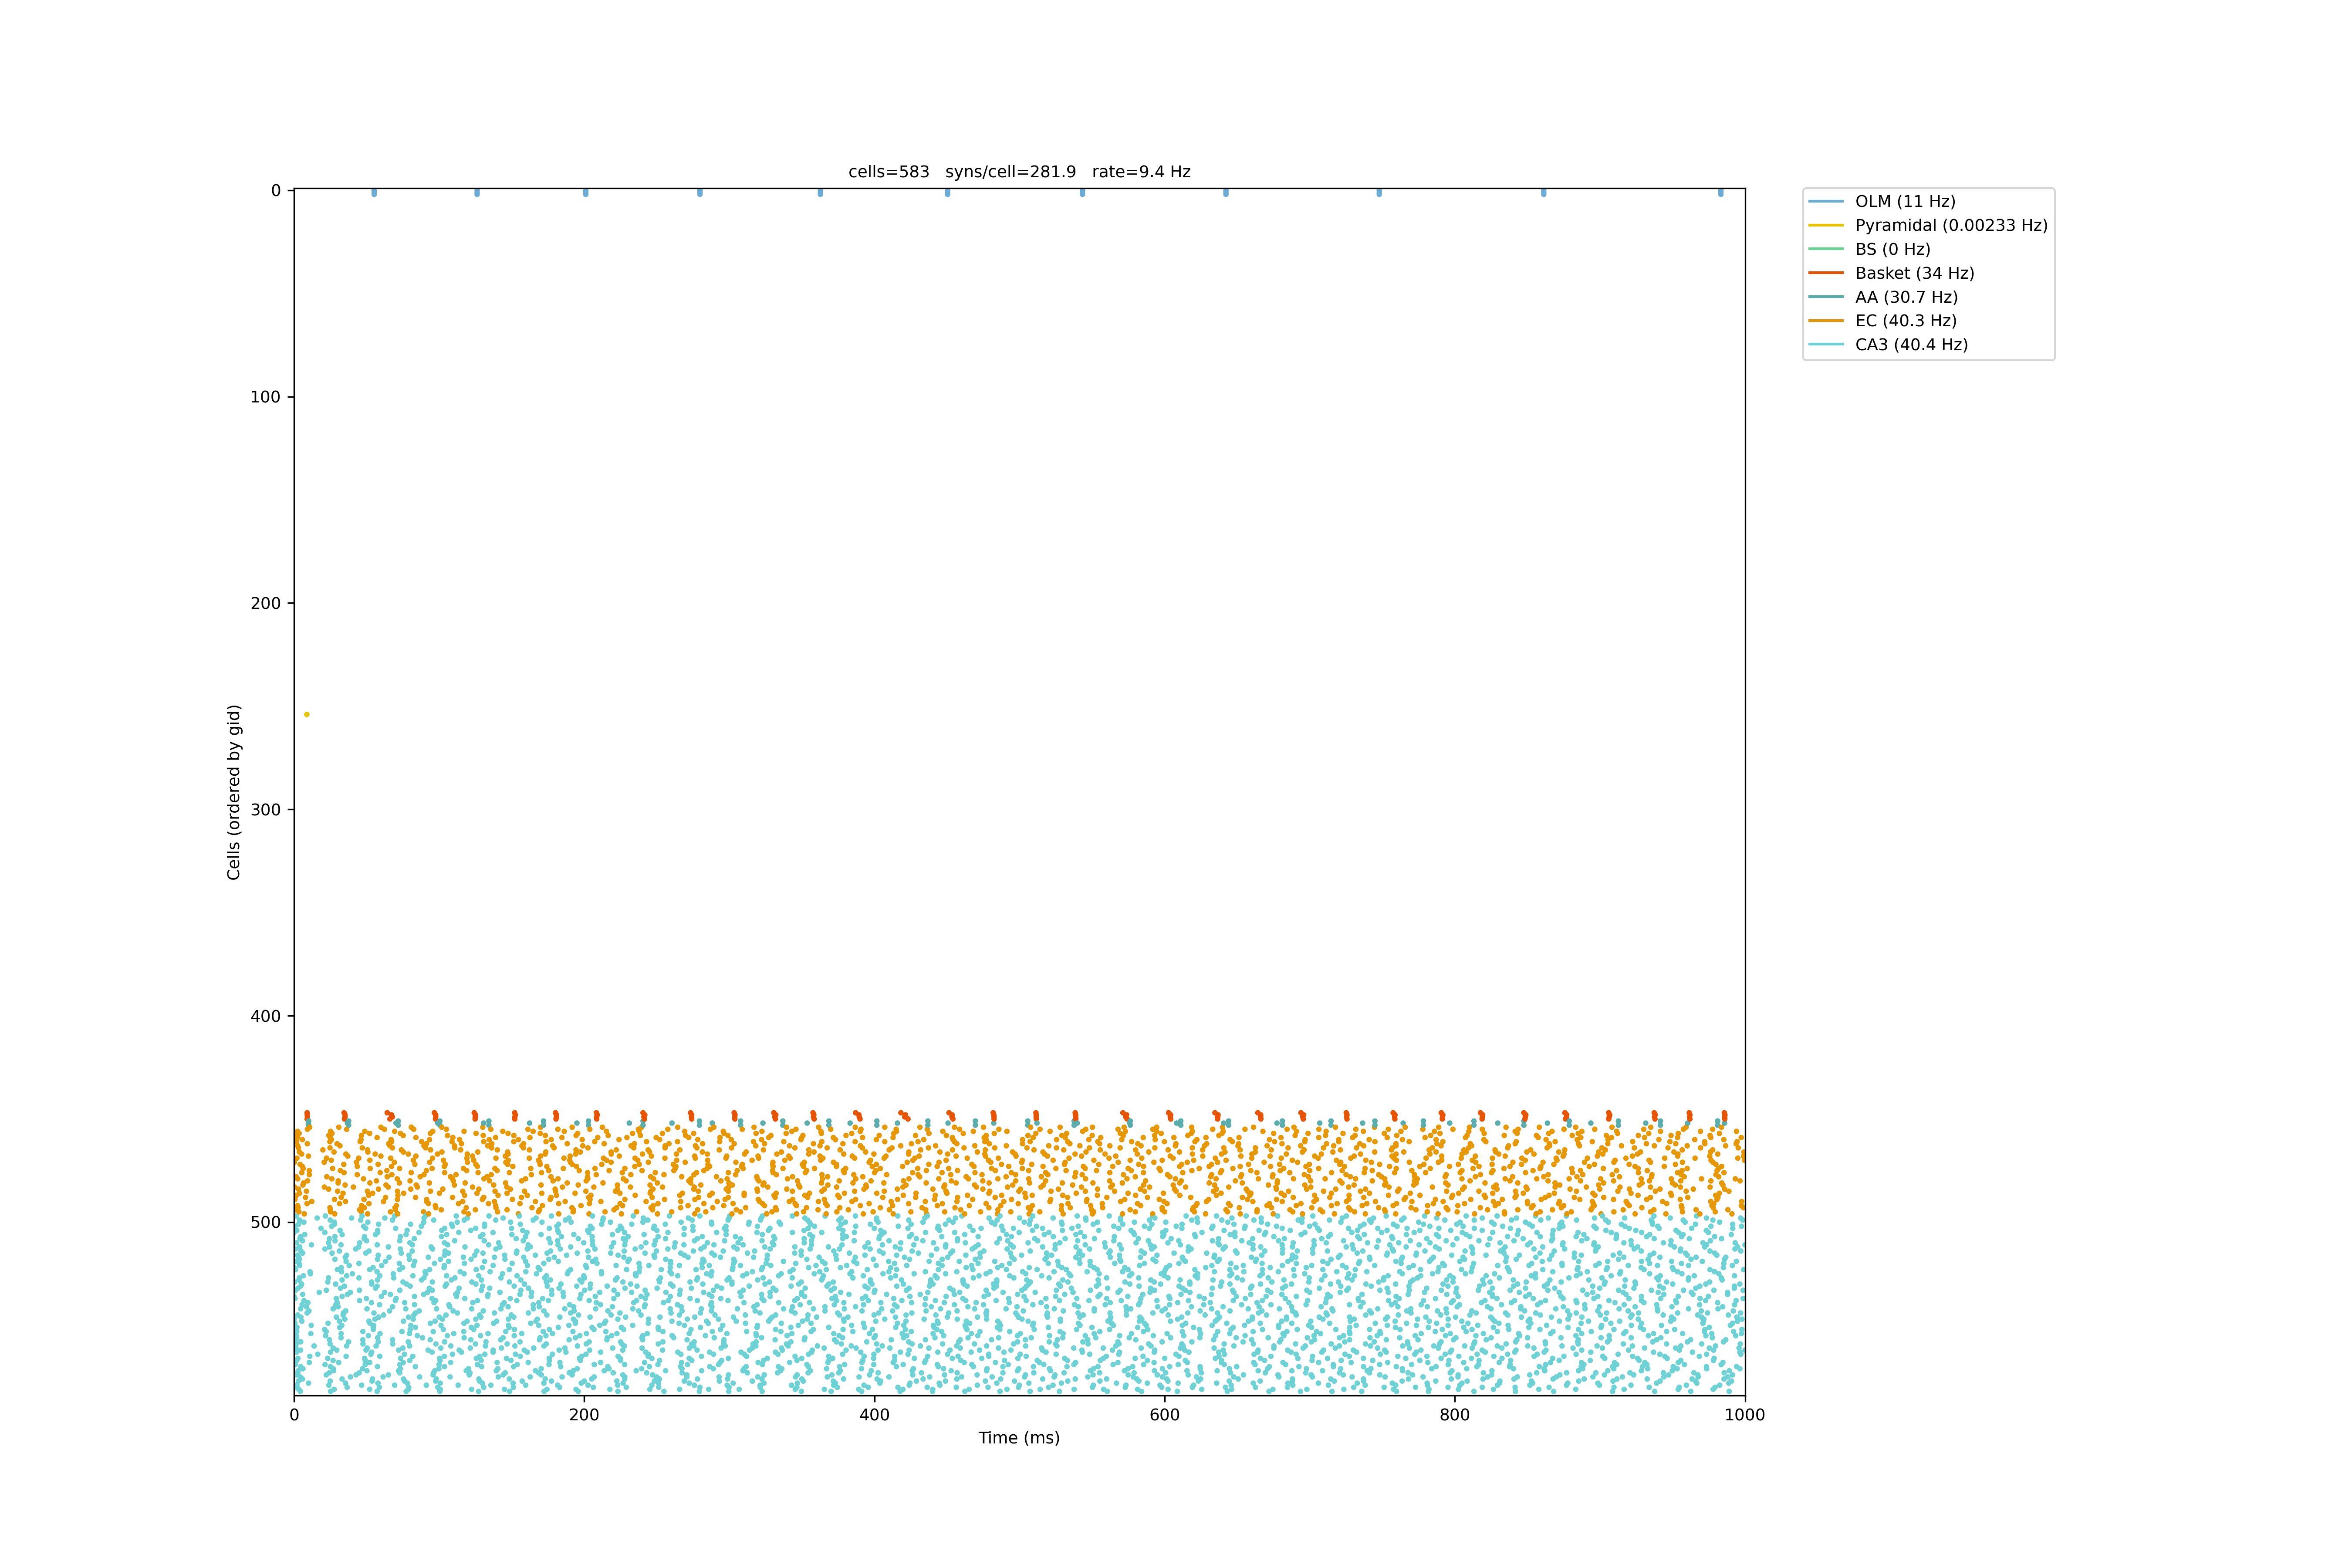 cells=583   syns/cell=281.9   rate=9.4 Hz
OLM (11 Hz)
Pyramidal (0.00233 Hz)
BS (0 Hz)
Basket (34 Hz)
AA (30.7 Hz)
EC (40.3 Hz)
CA3 (40.4 Hz)
Cells (ordered by gid)
0
100
200
300
400
500
0 200 400 600 800 1000
Time (ms)